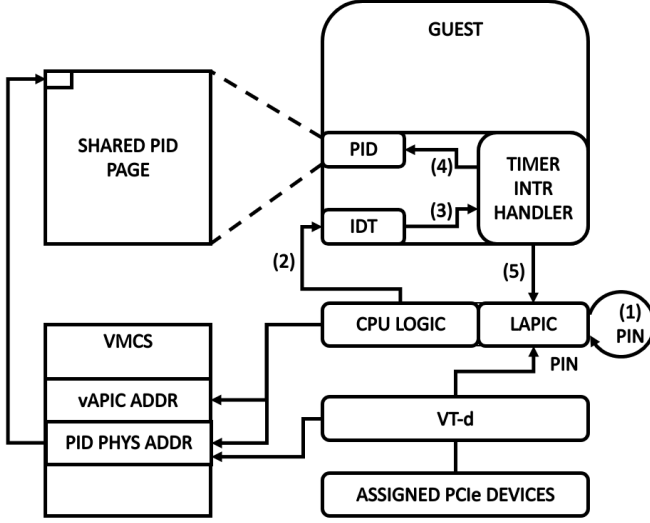 GUEST
SHARED PID
PAGE
PID
(4)
TIMER
INTR
HANDLER
IDT
(3)
(2)
(5)
CPU LOGIC
LAPIC
(1)
PIN
VMCS
PIN
vAPIC ADDR
VT-d
PID PHYS ADDR
ASSIGNED PCIe DEVICES